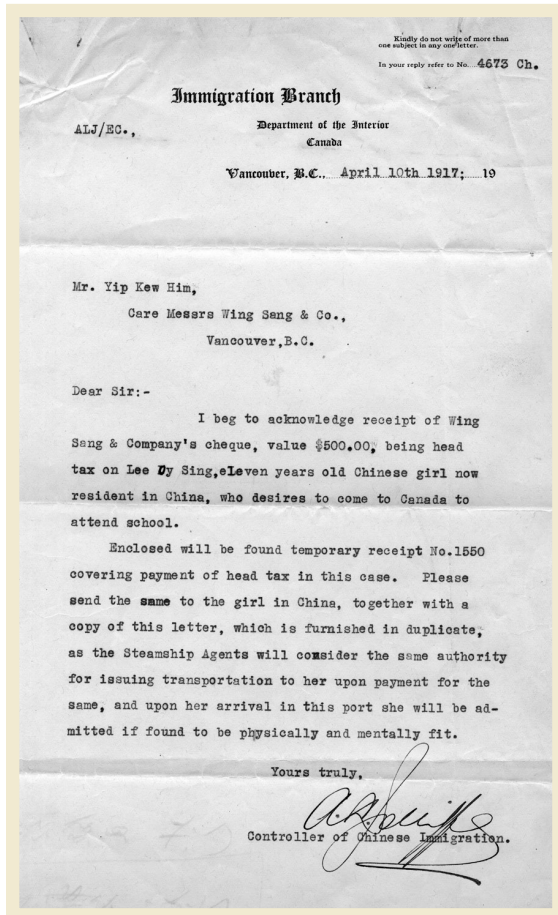 Kindly do not write of more than
one subject in any one letter.
In your reply refer to No. 4673 Ch.
Immigration Branch
ALJ/EC.,
Department of the Interior
Canada
Vancouver, B.C., April 10th 1917; 19
Mr. Yip Kew Him,
Care Messrs Wing Sang & Co.,
Vancouver,B.C.
Dear Sir:-
I beg to acknowledge receipt of Wing
Sang & Company's cheque, value $500.00, being head
tax on Lee Dy Sing,eleven years old Chinese girl now
resident in China, who desires to come to Canada to
attend school.
Enclosed will be found temporary receipt No.1550
covering payment of head tax in this case. Please
send the same to the girl in China, together with a
copy of this letter, which is furnished in duplicate,
as the Steamship Agents will consider the same authority
for issuing transportation to her upon payment for the
same, and upon her arrival in this port she will be ad-
mitted if found to be physically and mentally fit.
Yours truly,
Controller of Chinese Immigration.